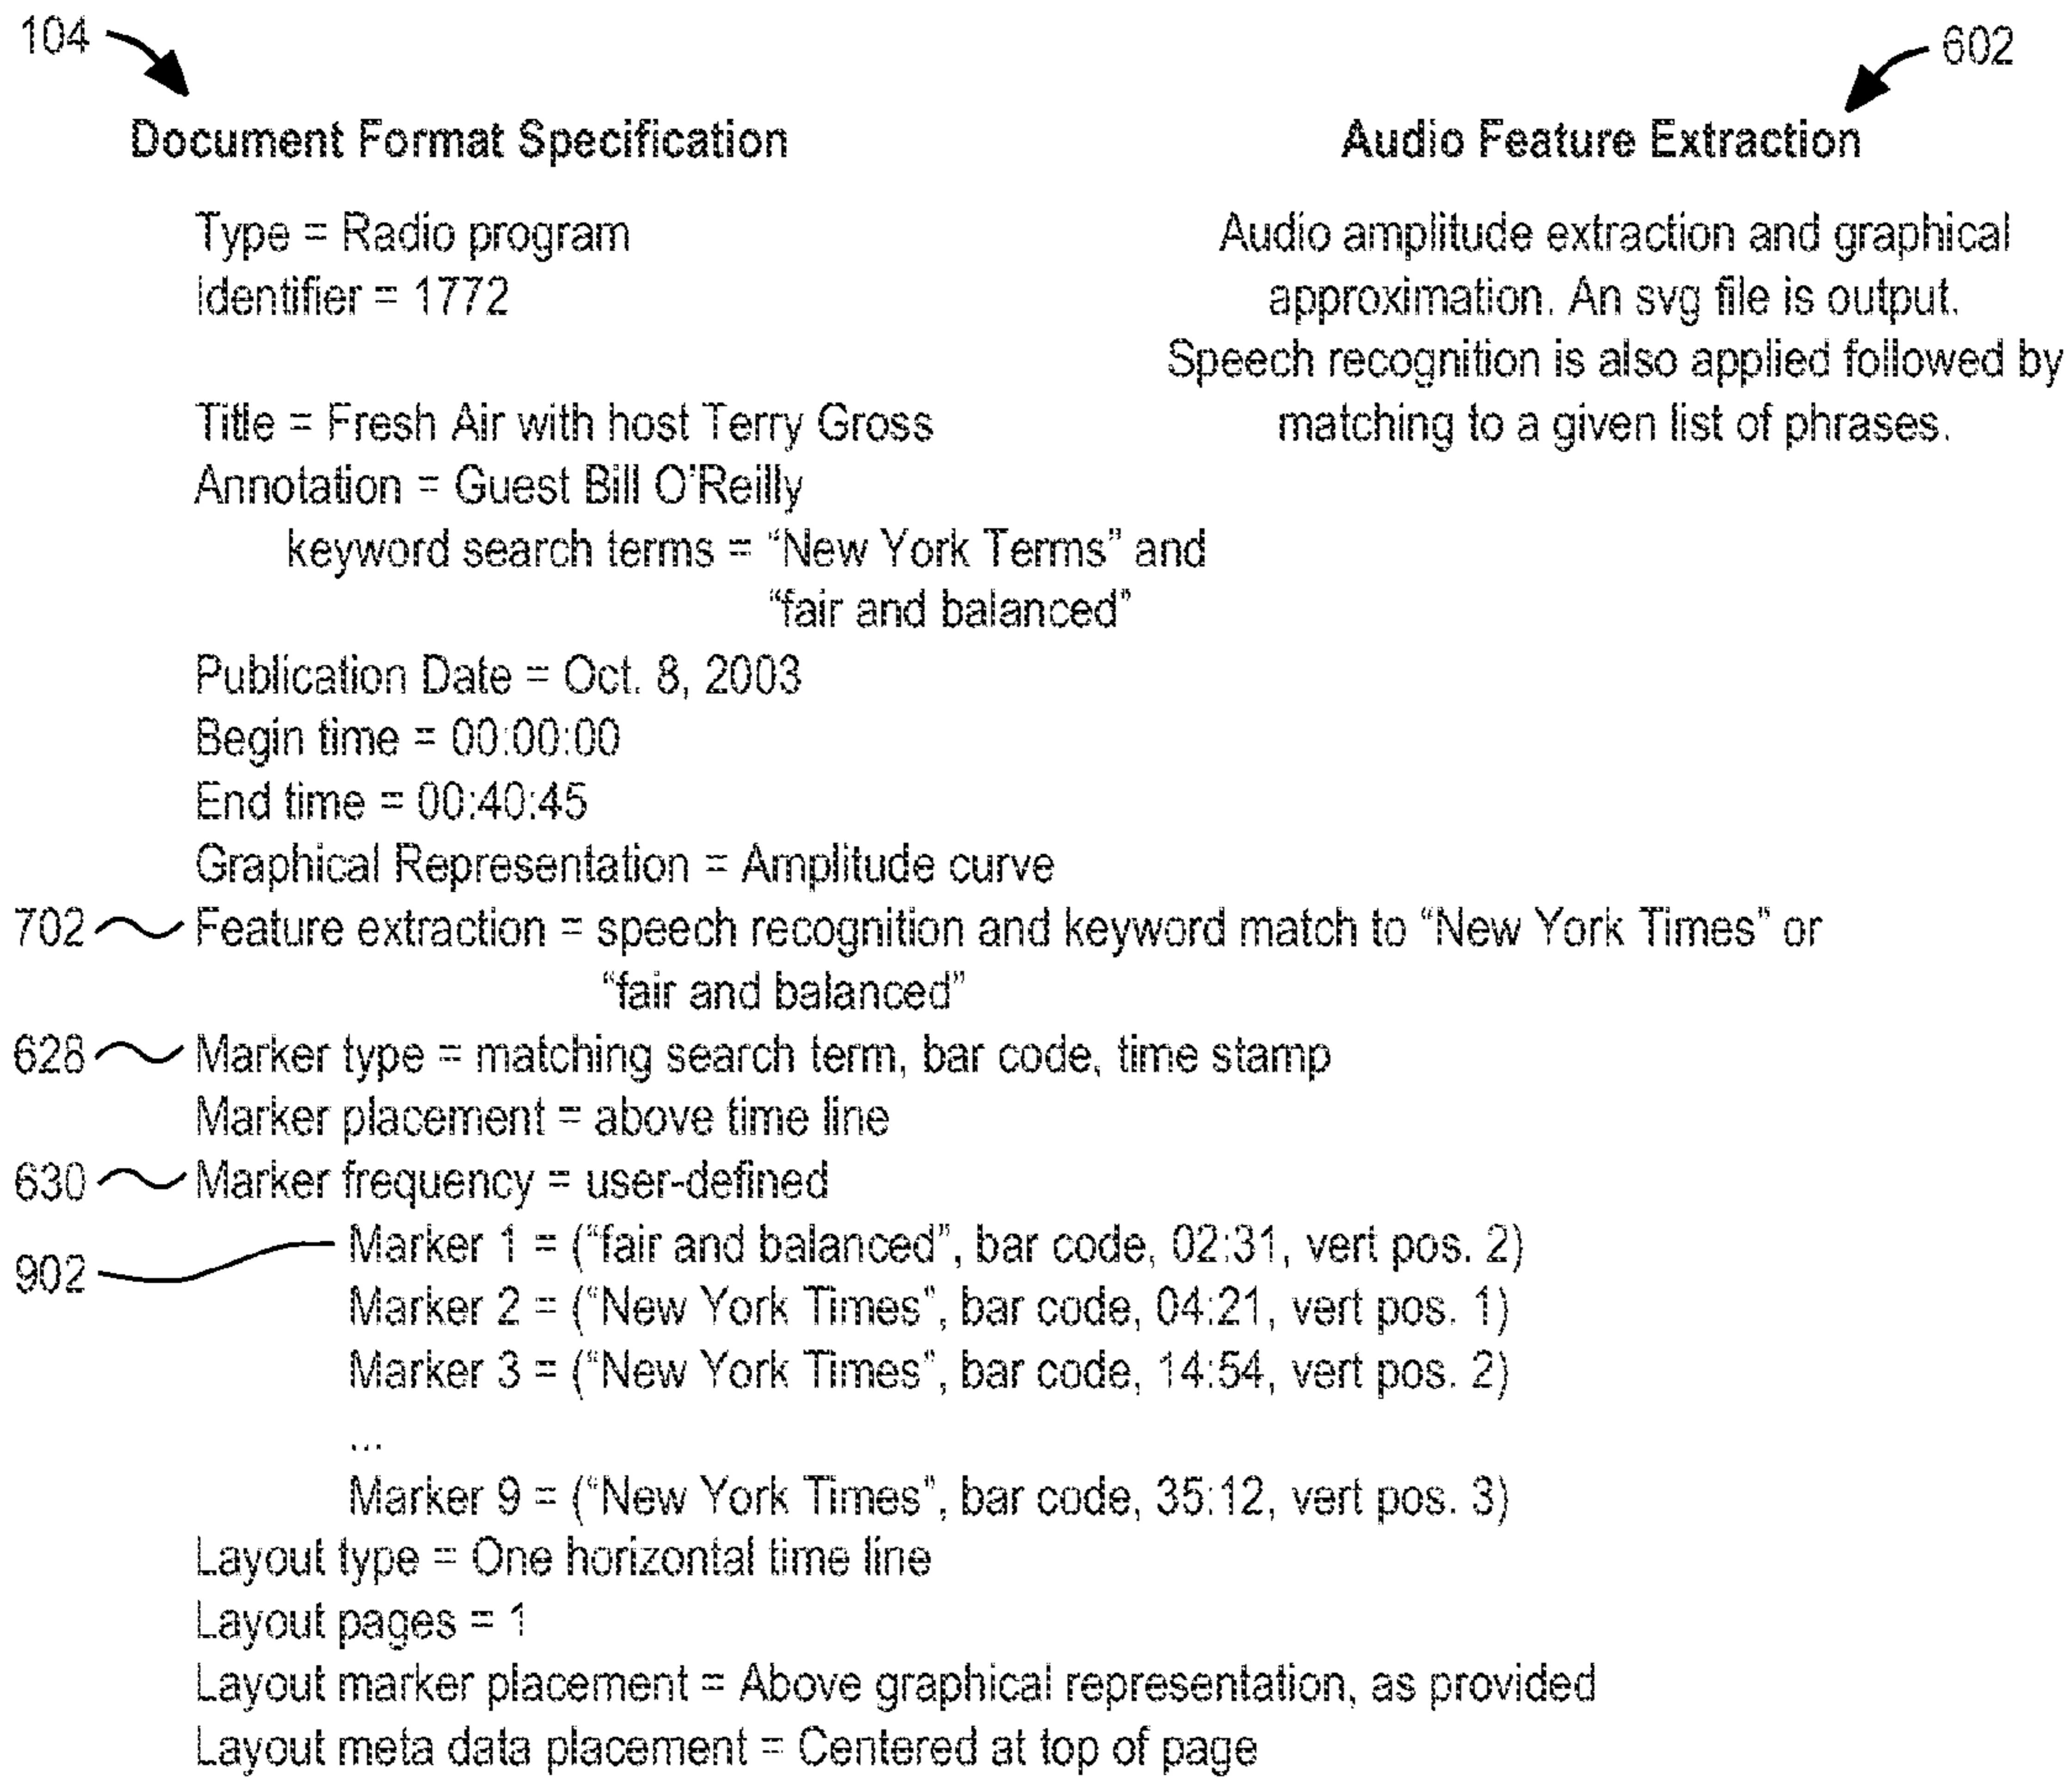 104
Document Format Specification
Type = Radio program
Identifier = 1772
Title = Fresh Air with host Terry Gross
Annotation = Guest Bill O'Reilly
keyword search terms = "New York Terms" and
"fair and balanced"
Publication Date = Oct. 8, 2003
Begin time = 00:00:00
End time = 00:40:45
Graphical Representation = Amplitude curve
702 Feature extraction = speech recognition and keyword match to "New York Times" or
"fair and balanced"
628 Marker type = matching search term, bar code, time stamp
Marker placement = above time line
630 Marker frequency = user-defined
902 Marker 1 = ("fair and balanced", bar code, 02:31, vert pos. 2)
Marker 2 = ("New York Times", bar code, 04:21, vert pos. 1)
Marker 3 = ("New York Times", bar code, 14:54, vert pos. 2)
...
Marker 9 = ("New York Times", bar code, 35:12, vert pos. 3)
Layout type = One horizontal time line
Layout pages = 1
Layout marker placement = Above graphical representation, as provided
Layout meta data placement = Centered at top of page
602
Audio Feature Extraction
Audio amplitude extraction and graphical
approximation. An svg file is output.
Speech recognition is also applied followed by
matching to a given list of phrases.